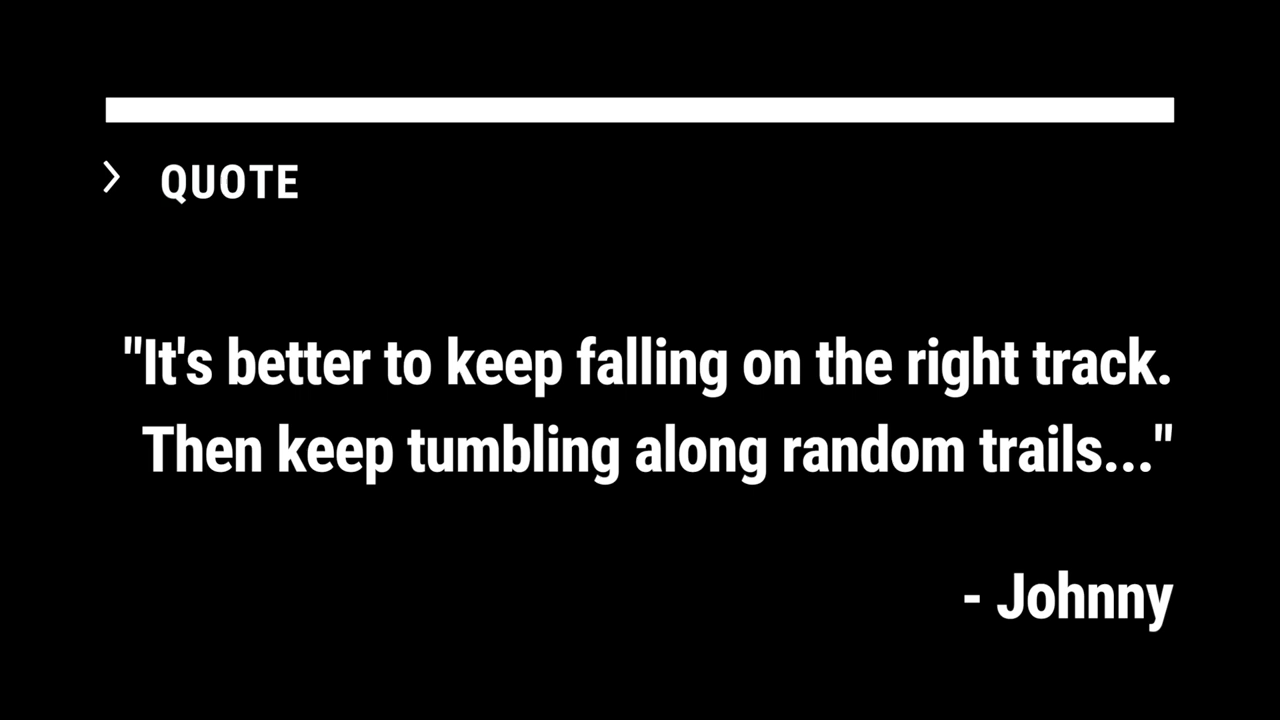 QUOTE
"It's better to keep falling on the right track.
Then keep tumbling along random trails..."
- Johnny